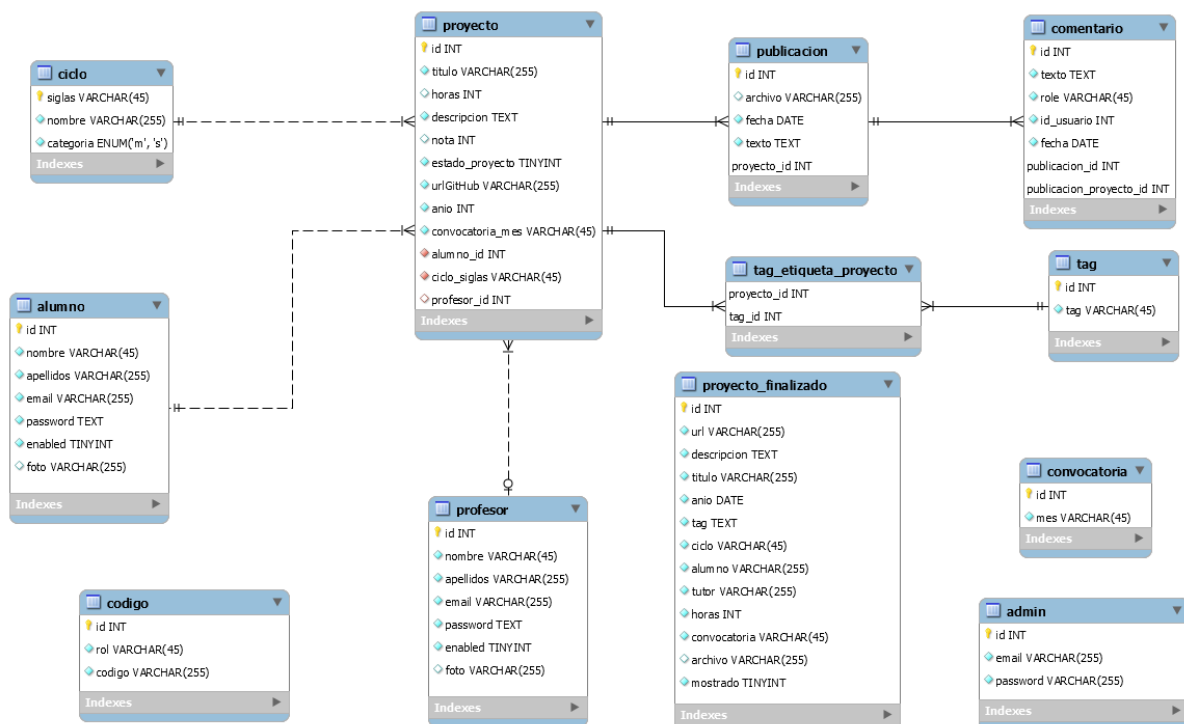 ciclo
siglas VARCHAR(45)
nombre VARCHAR(255)
categoria ENUM('m', 's')
Indexes
proyecto
id INT
titulo VARCHAR(255)
horas INT
descripcion TEXT
nota INT
estado_proyecto TINYINT
urlGitHub VARCHAR(255)
anio INT
convocatoria_mes VARCHAR(45)
alumno_id INT
ciclo_siglas VARCHAR(45)
profesor_id INT
Indexes
publicacion
id INT
archivo VARCHAR(255)
fecha DATE
texto TEXT
proyecto_id INT
Indexes
comentario
id INT
texto TEXT
role VARCHAR(45)
id_usuario INT
fecha DATE
publicacion_id INT
publicacion_proyecto_id INT
Indexes
alumno
id INT
nombre VARCHAR(45)
apellidos VARCHAR(255)
email VARCHAR(255)
password TEXT
enabled TINYINT
foto VARCHAR(255)
Indexes
tag_etiqueta_proyecto
proyecto_id INT
tag_id INT
Indexes
tag
id INT
tag VARCHAR(45)
Indexes
proyecto_finalizado
id INT
url VARCHAR(255)
descripcion TEXT
titulo VARCHAR(255)
anio DATE
tag TEXT
ciclo VARCHAR(45)
alumno VARCHAR(255)
tutor VARCHAR(255)
horas INT
convocatoria VARCHAR(45)
archivo VARCHAR(255)
mostrado TINYINT
Indexes
convocatoria
id INT
mes VARCHAR(45)
Indexes
profesor
id INT
nombre VARCHAR(45)
apellidos VARCHAR(255)
email VARCHAR(255)
password TEXT
enabled TINYINT
foto VARCHAR(255)
Indexes
codigo
id INT
rol VARCHAR(45)
codigo VARCHAR(255)
Indexes
admin
id INT
email VARCHAR(255)
password VARCHAR(255)
Indexes